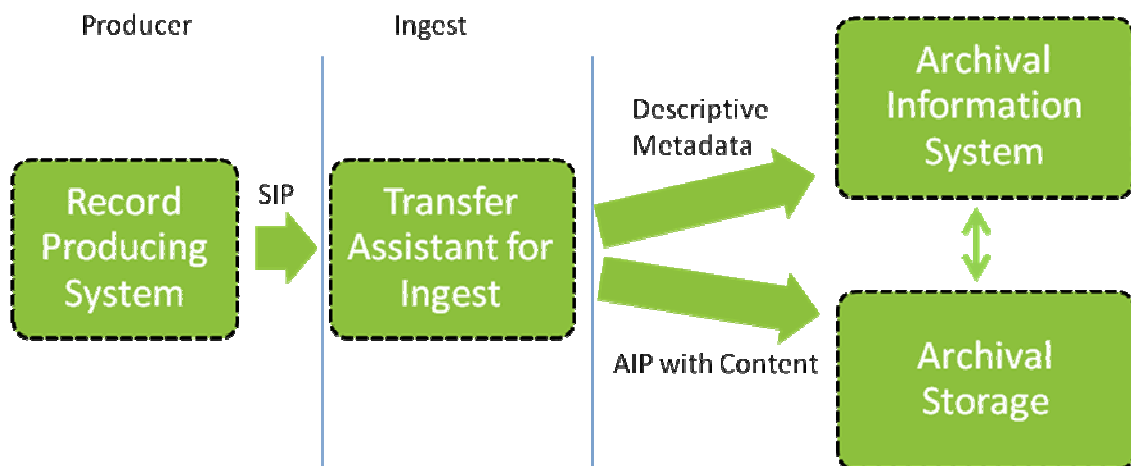 Producer
Ingest
Record
Producing
System
SIP
Transfer
Assistant for
Ingest
Descriptive
Metadata
AIP with Content
Archival
Information
System
Archival
Storage